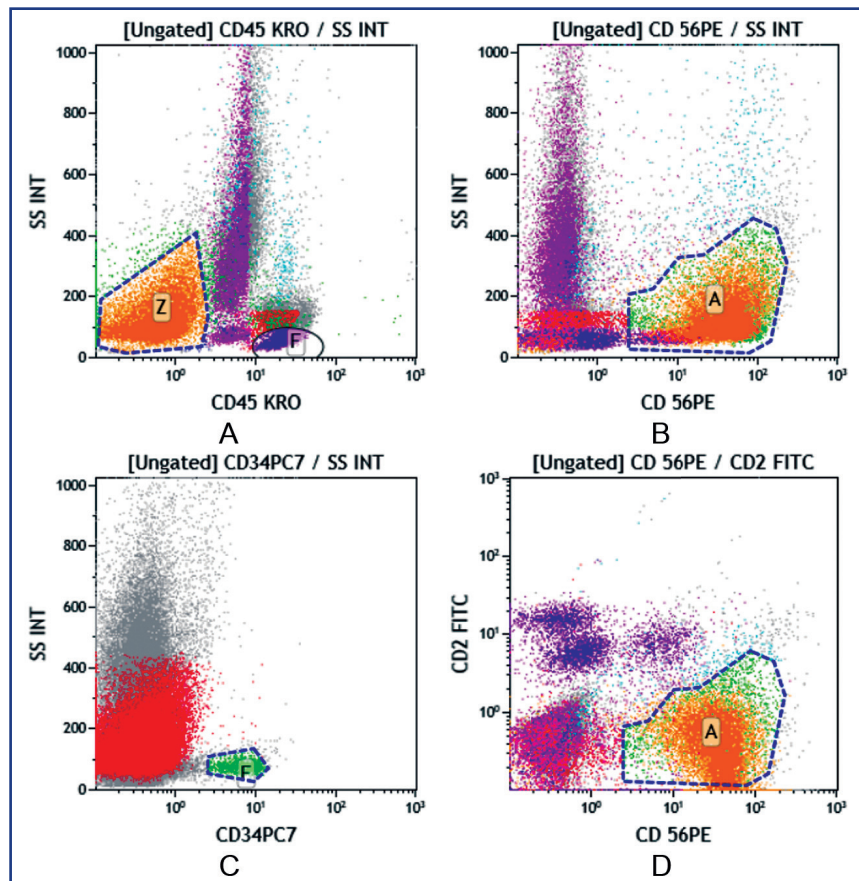 [Ungated] CD45 KRO / SS INT
1000
800
600
400
200
0
SS INT
Z
F
10⁰
10¹
10²
10³
CD45 KRO
A
[Ungated] CD 56PE / SS INT
1000
800
600
400
200
0
SS INT
A
10⁰
10¹
10²
10³
CD 56PE
B
[Ungated] CD34PC7 / SS INT
1000
800
600
400
200
0
SS INT
F
10⁰
10¹
10²
10³
CD34PC7
C
[Ungated] CD 56PE / CD2 FITC
10³
10²
10¹
10⁰
CD2 FITC
A
10⁰
10¹
10²
10³
CD 56PE
D